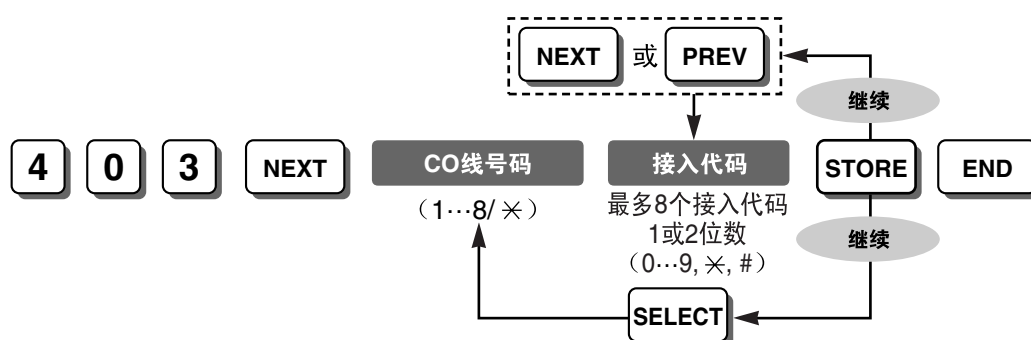 NEXT 或 PREV
继续
4 0 3 NEXT CO线号码 接入代码 STORE END
（1…8/ ✳）
最多8个接入代码
1或2位数
（0…9, ✳, #）
继续
SELECT